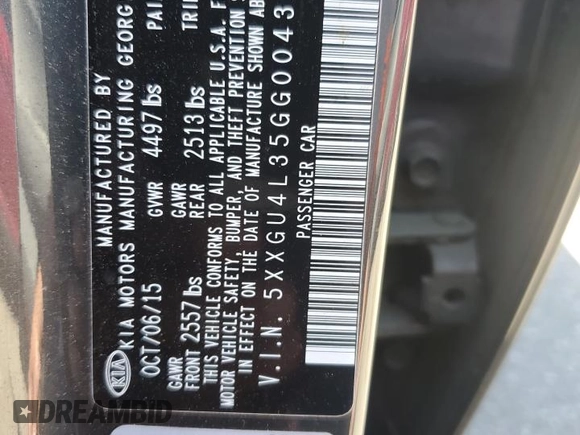 MANUFACTURED BY
KIA MOTORS MANUFACTURING GEORG
KIA
OCT/06/15
GVWR 4497 lbs
GAWR FRONT 2557 lbs
GAWR REAR 2513 lbs
THIS VEHICLE CONFORMS TO ALL APPLICABLE U.S.A. F
MOTOR VEHICLE SAFETY, BUMPER, AND THEFT PREVENTION S
IN EFFECT ON THE DATE OF MANUFACTURE SHOWN AB
V.I.N. 5XXGU4L35GG0043
PASSENGER CAR
DREAMBID